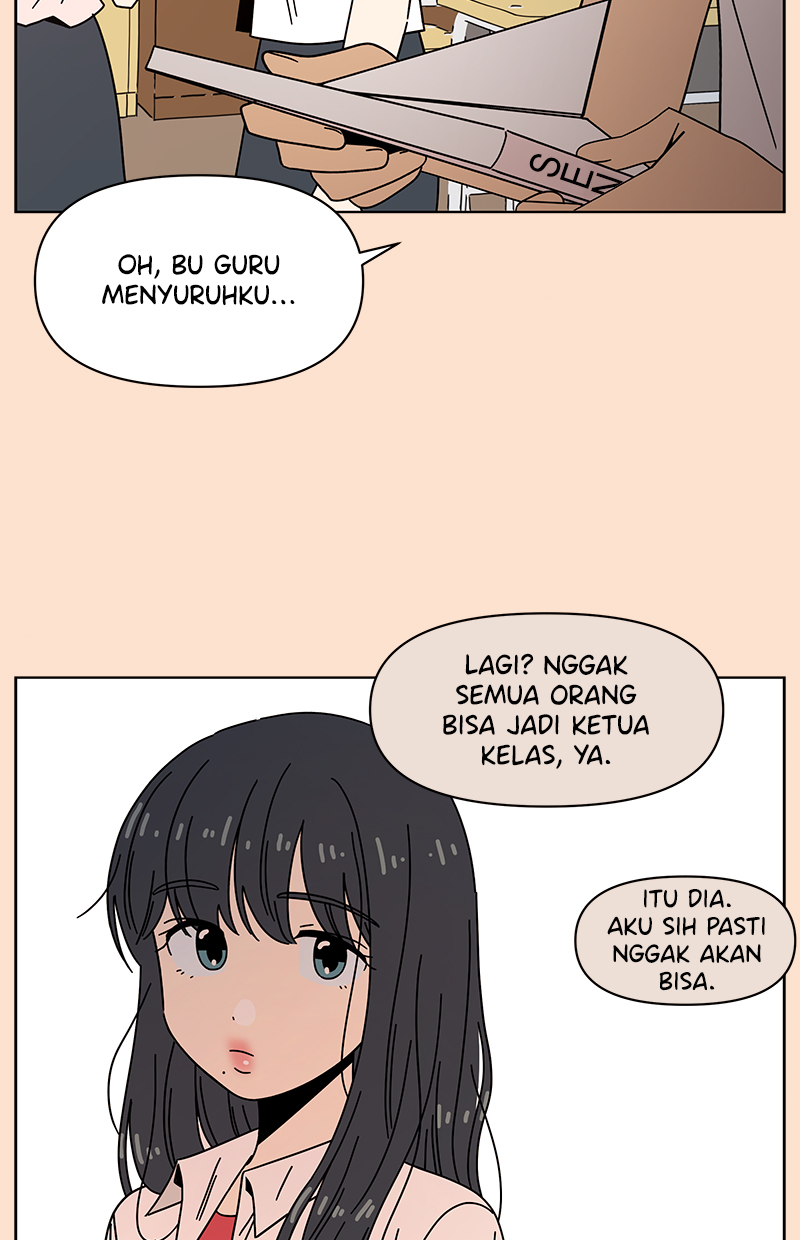 SEN
OH, BU GURU
MENYURUHKU...
LAGI? NGGAK
SEMUA ORANG
BISA JADI KETUA
KELAS, YA.
ITU DIA.
AKU SIH PASTI
NGGAK AKAN
BISA.